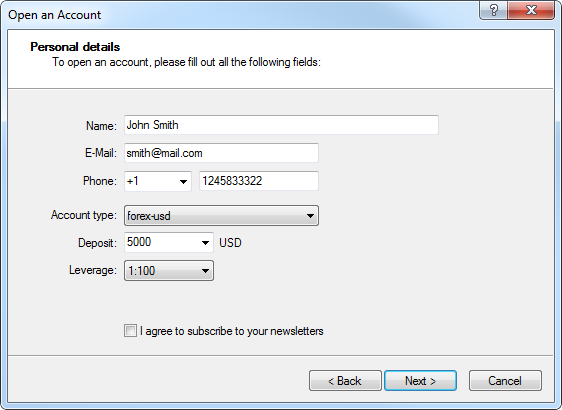 Open an Account
Personal details
To open an account, please fill out all the following fields:
Name: John Smith
E-Mail: smith@mail.com
Phone: +1 1245833322
Account type: forex-usd
Deposit: 5000 USD
Leverage: 1:100
I agree to subscribe to your newsletters
< Back Next > Cancel